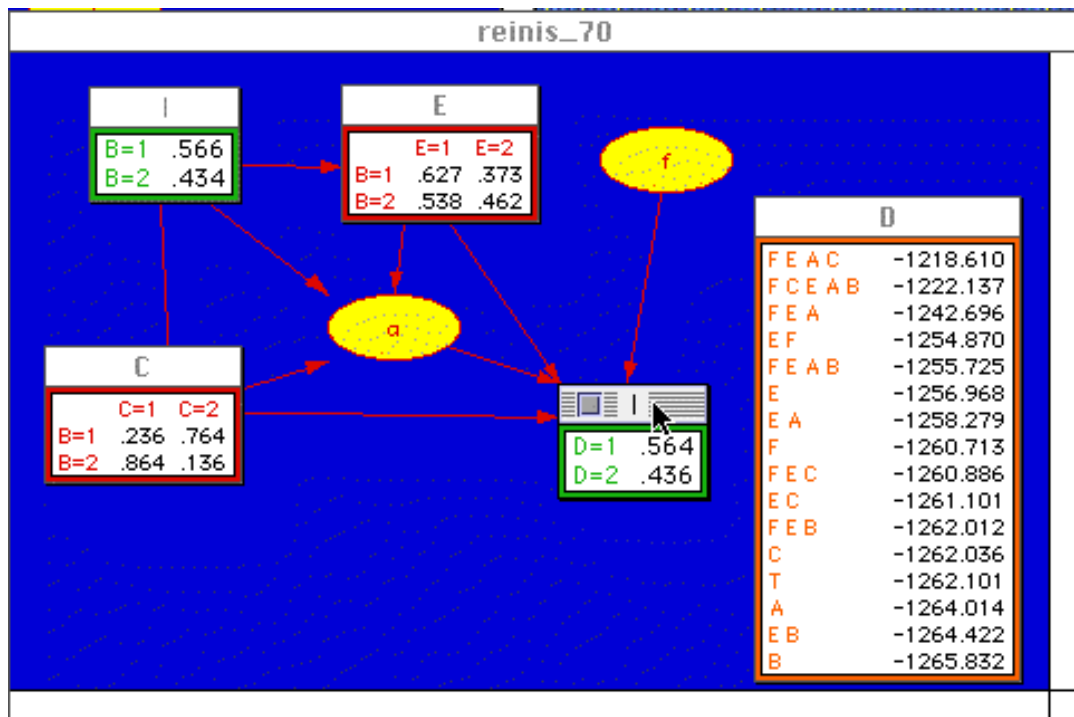 reinis_70
I
B=1 .566
B=2 .434
E
E=1 E=2
B=1 .627 .373
B=2 .538 .462
f
a
C
C=1 C=2
B=1 .236 .764
B=2 .864 .136
I
D=1 .564
D=2 .436
D
F E A C -1218.610
F C E A B -1222.137
F E A -1242.696
E F -1254.870
F E A B -1255.725
E -1256.968
E A -1258.279
F -1260.713
F E C -1260.886
E C -1261.101
F E B -1262.012
C -1262.036
T -1262.101
A -1264.014
E B -1264.422
B -1265.832